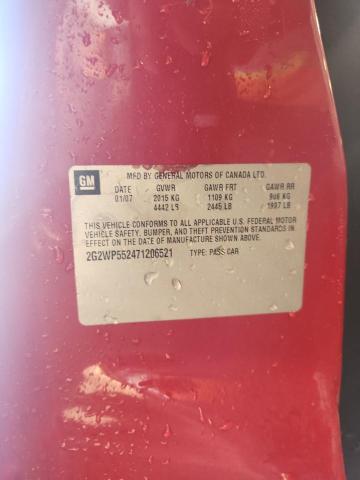 GM
MFD BY GENERAL MOTORS OF CANADA LTD.
DATE GVWR GAWR FRT GAWR RR
01/07 2015 KG 1109 KG 906 KG
4442 LB 2445 LB 1997 LB
THIS VEHICLE CONFORMS TO ALL APPLICABLE U.S. FEDERAL MOTOR
VEHICLE SAFETY, BUMPER, AND THEFT PREVENTION STANDARDS IN
EFFECT ON THE DATE OF MANUFACTURE SHOWN ABOVE.
2G2WP552471206521 TYPE: PASS CAR